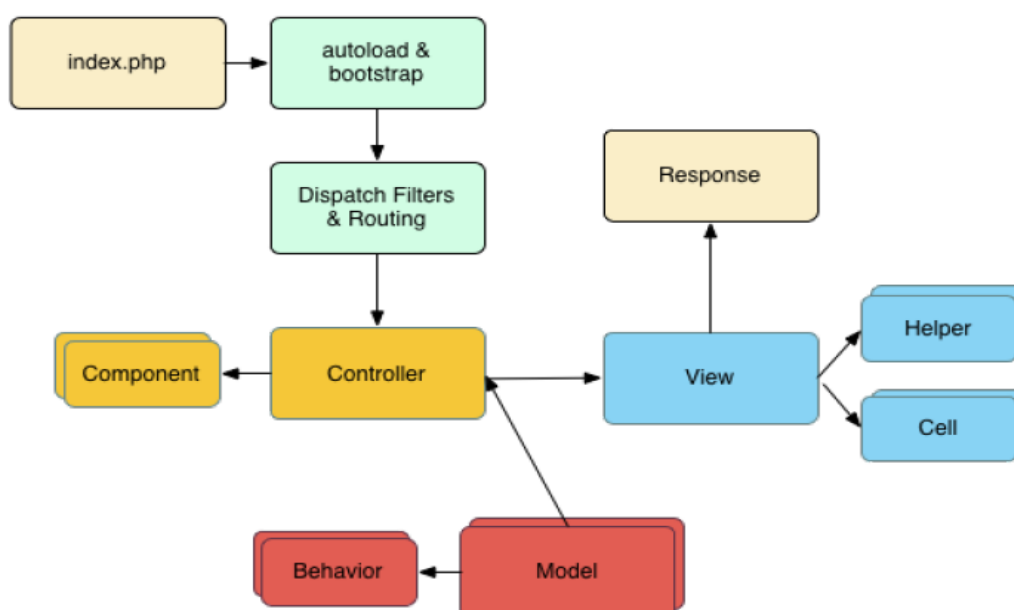 index.php
autoload &
bootstrap
Dispatch Filters
& Routing
Response
Component
Controller
View
Helper
Cell
Behavior
Model